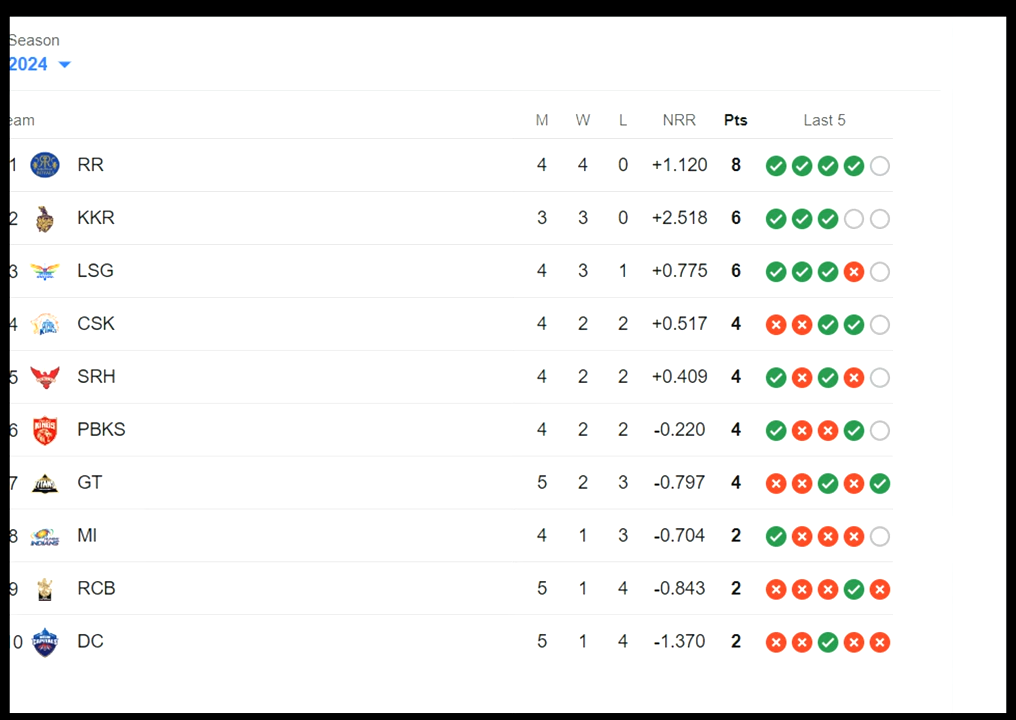 Season
2024
eam M W L NRR Pts Last 5
1 RR 4 4 0 +1.120 8
2 KKR 3 3 0 +2.518 6
3 LSG 4 3 1 +0.775 6
4 CSK 4 2 2 +0.517 4
5 SRH 4 2 2 +0.409 4
6 PBKS 4 2 2 -0.220 4
7 GT 5 2 3 -0.797 4
8 MI 4 1 3 -0.704 2
9 RCB 5 1 4 -0.843 2
0 DC 5 1 4 -1.370 2